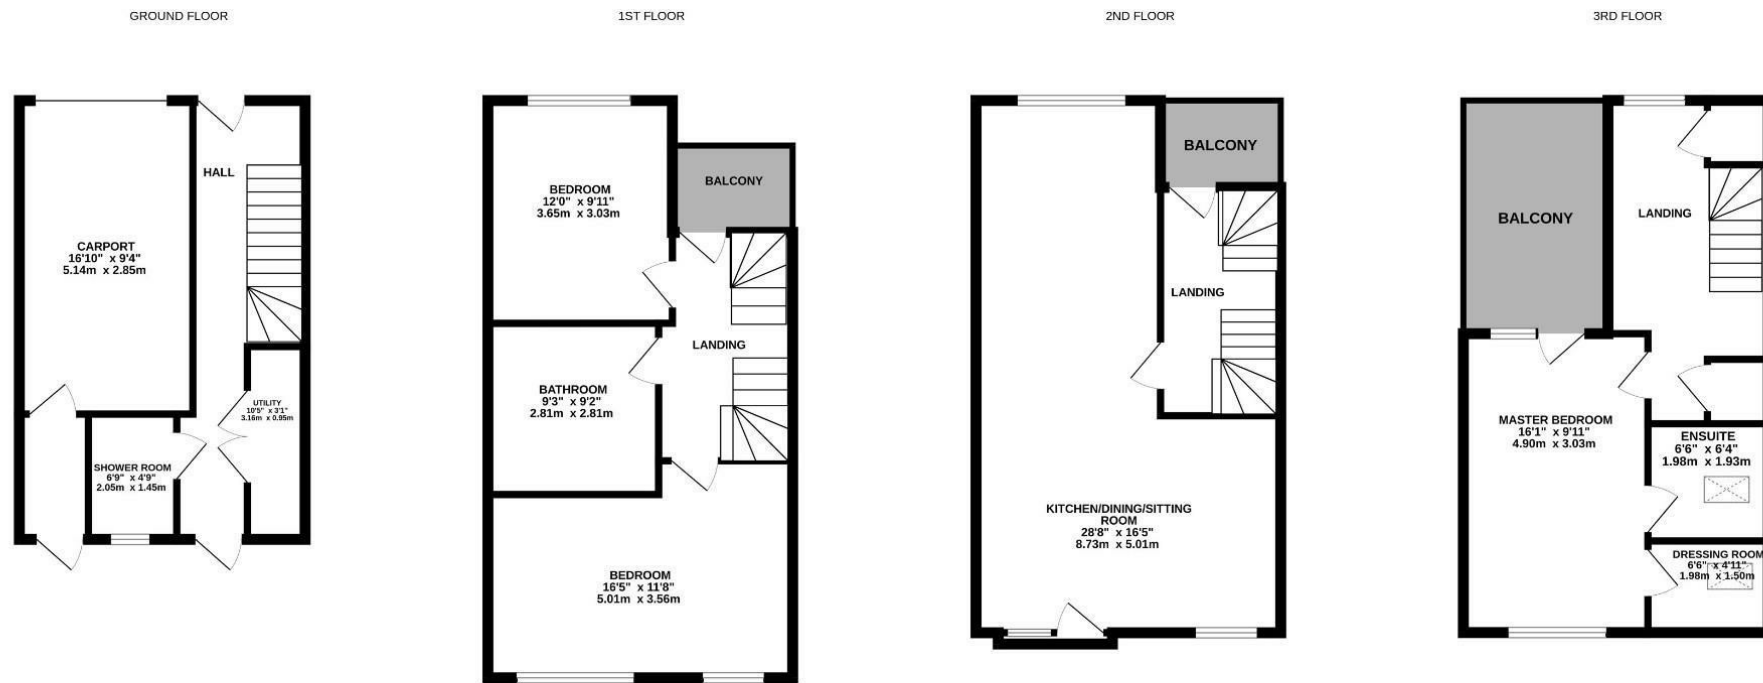 GROUND FLOOR
1ST FLOOR
2ND FLOOR
3RD FLOOR
HALL
CARPORT
16'10" x 9'4"
5.14m x 2.85m
UTILITY
10'5" x 3'1"
3.16m x 0.95m
SHOWER ROOM
6'9" x 4'9"
2.05m x 1.45m
BEDROOM
12'0" x 9'11"
3.65m x 3.03m
BALCONY
LANDING
BATHROOM
9'3" x 9'2"
2.81m x 2.81m
BEDROOM
16'5" x 11'8"
5.01m x 3.56m
BALCONY
LANDING
KITCHEN/DINING/SITTING
ROOM
28'8" x 16'5"
8.73m x 5.01m
BALCONY
LANDING
MASTER BEDROOM
16'1" x 9'11"
4.90m x 3.03m
ENSUITE
6'6" x 6'4"
1.98m x 1.93m
DRESSING ROOM
6'6" x 4'11"
1.98m x 1.50m